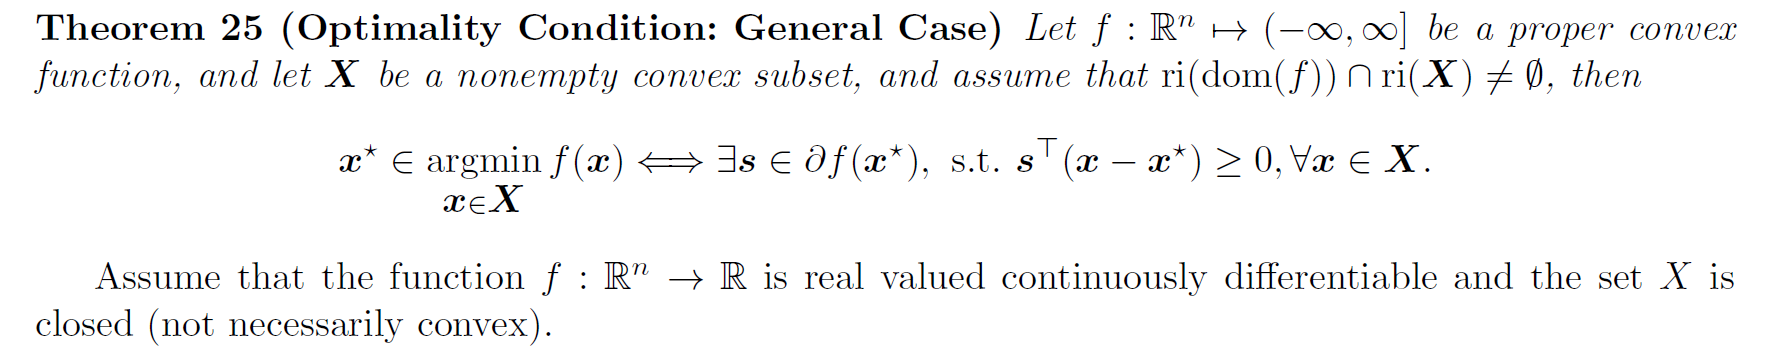 Theorem 25 (Optimality Condition: General Case) Let f : ℝⁿ ↦ (−∞, ∞] be a proper convex
function, and let X be a nonempty convex subset, and assume that ri(dom(f)) ∩ ri(X) ≠ ∅, then
x⋆ ∈ argmin f(x) ⟺ ∃s ∈ ∂f(x⋆), s.t. s⊤(x − x⋆) ≥ 0, ∀x ∈ X.
x∈X
Assume that the function f : ℝⁿ → ℝ is real valued continuously differentiable and the set X is
closed (not necessarily convex).